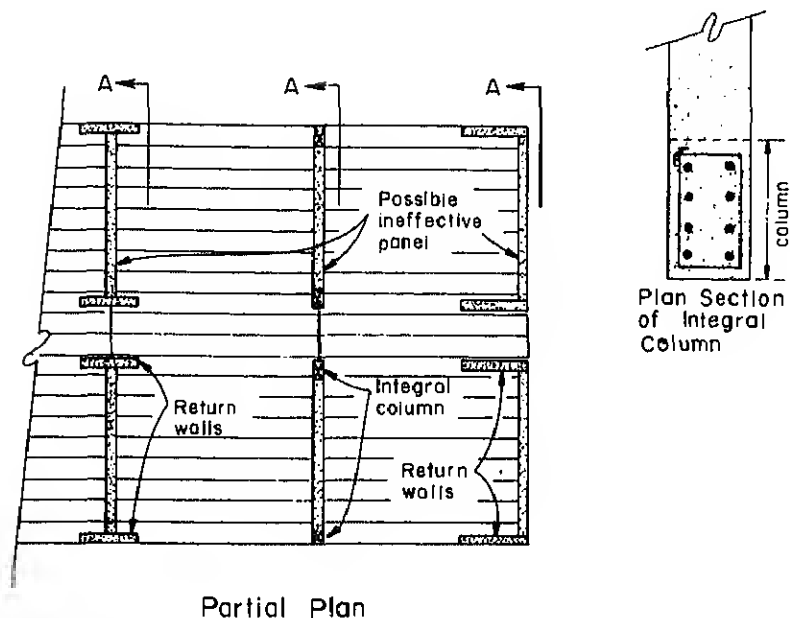 A A A
Possible
ineffective
panel
column
Plan Section
of Integral
Column
Return
walls
Integral
column
Return
walls
Partial Plan